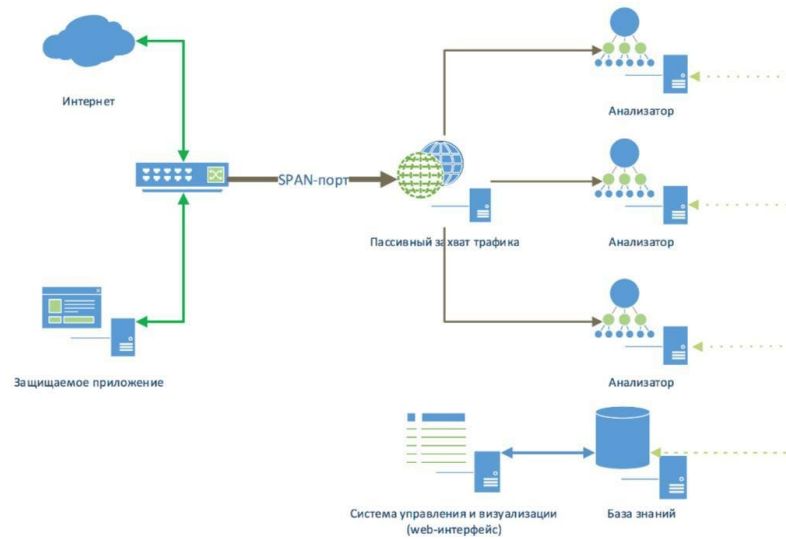 Интернет
SPAN-порт
Пассивный захват трафика
Анализатор
Анализатор
Анализатор
Защищаемое приложение
Система управления и визуализации
(web-интерфейс)
База знаний